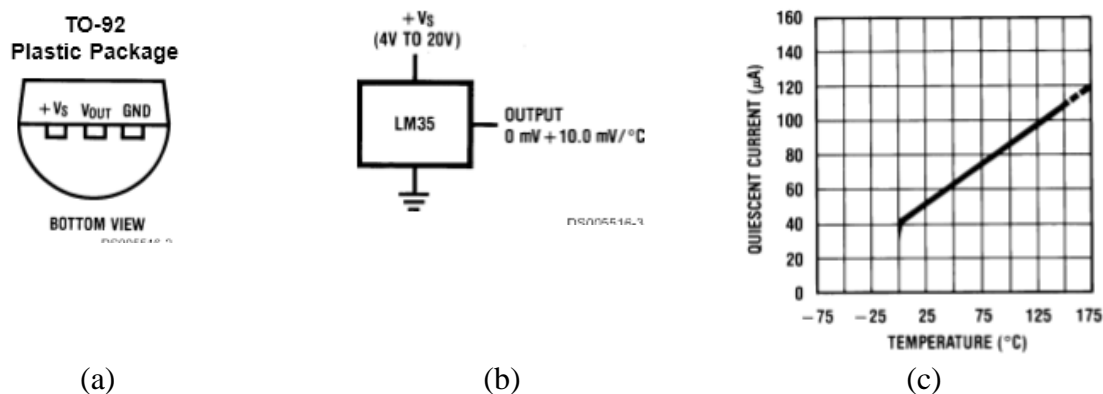 TO-92
Plastic Package
+Vs VOUT GND
BOTTOM VIEW
+Vs
(4V TO 20V)
LM35
OUTPUT
0 mV + 10.0 mV/°C
DS005516-3
QUIESCENT CURRENT (μA)
160
140
120
100
80
60
40
20
0
−75 −25 25 75 125 175
TEMPERATURE (°C)
(a) (b) (c)